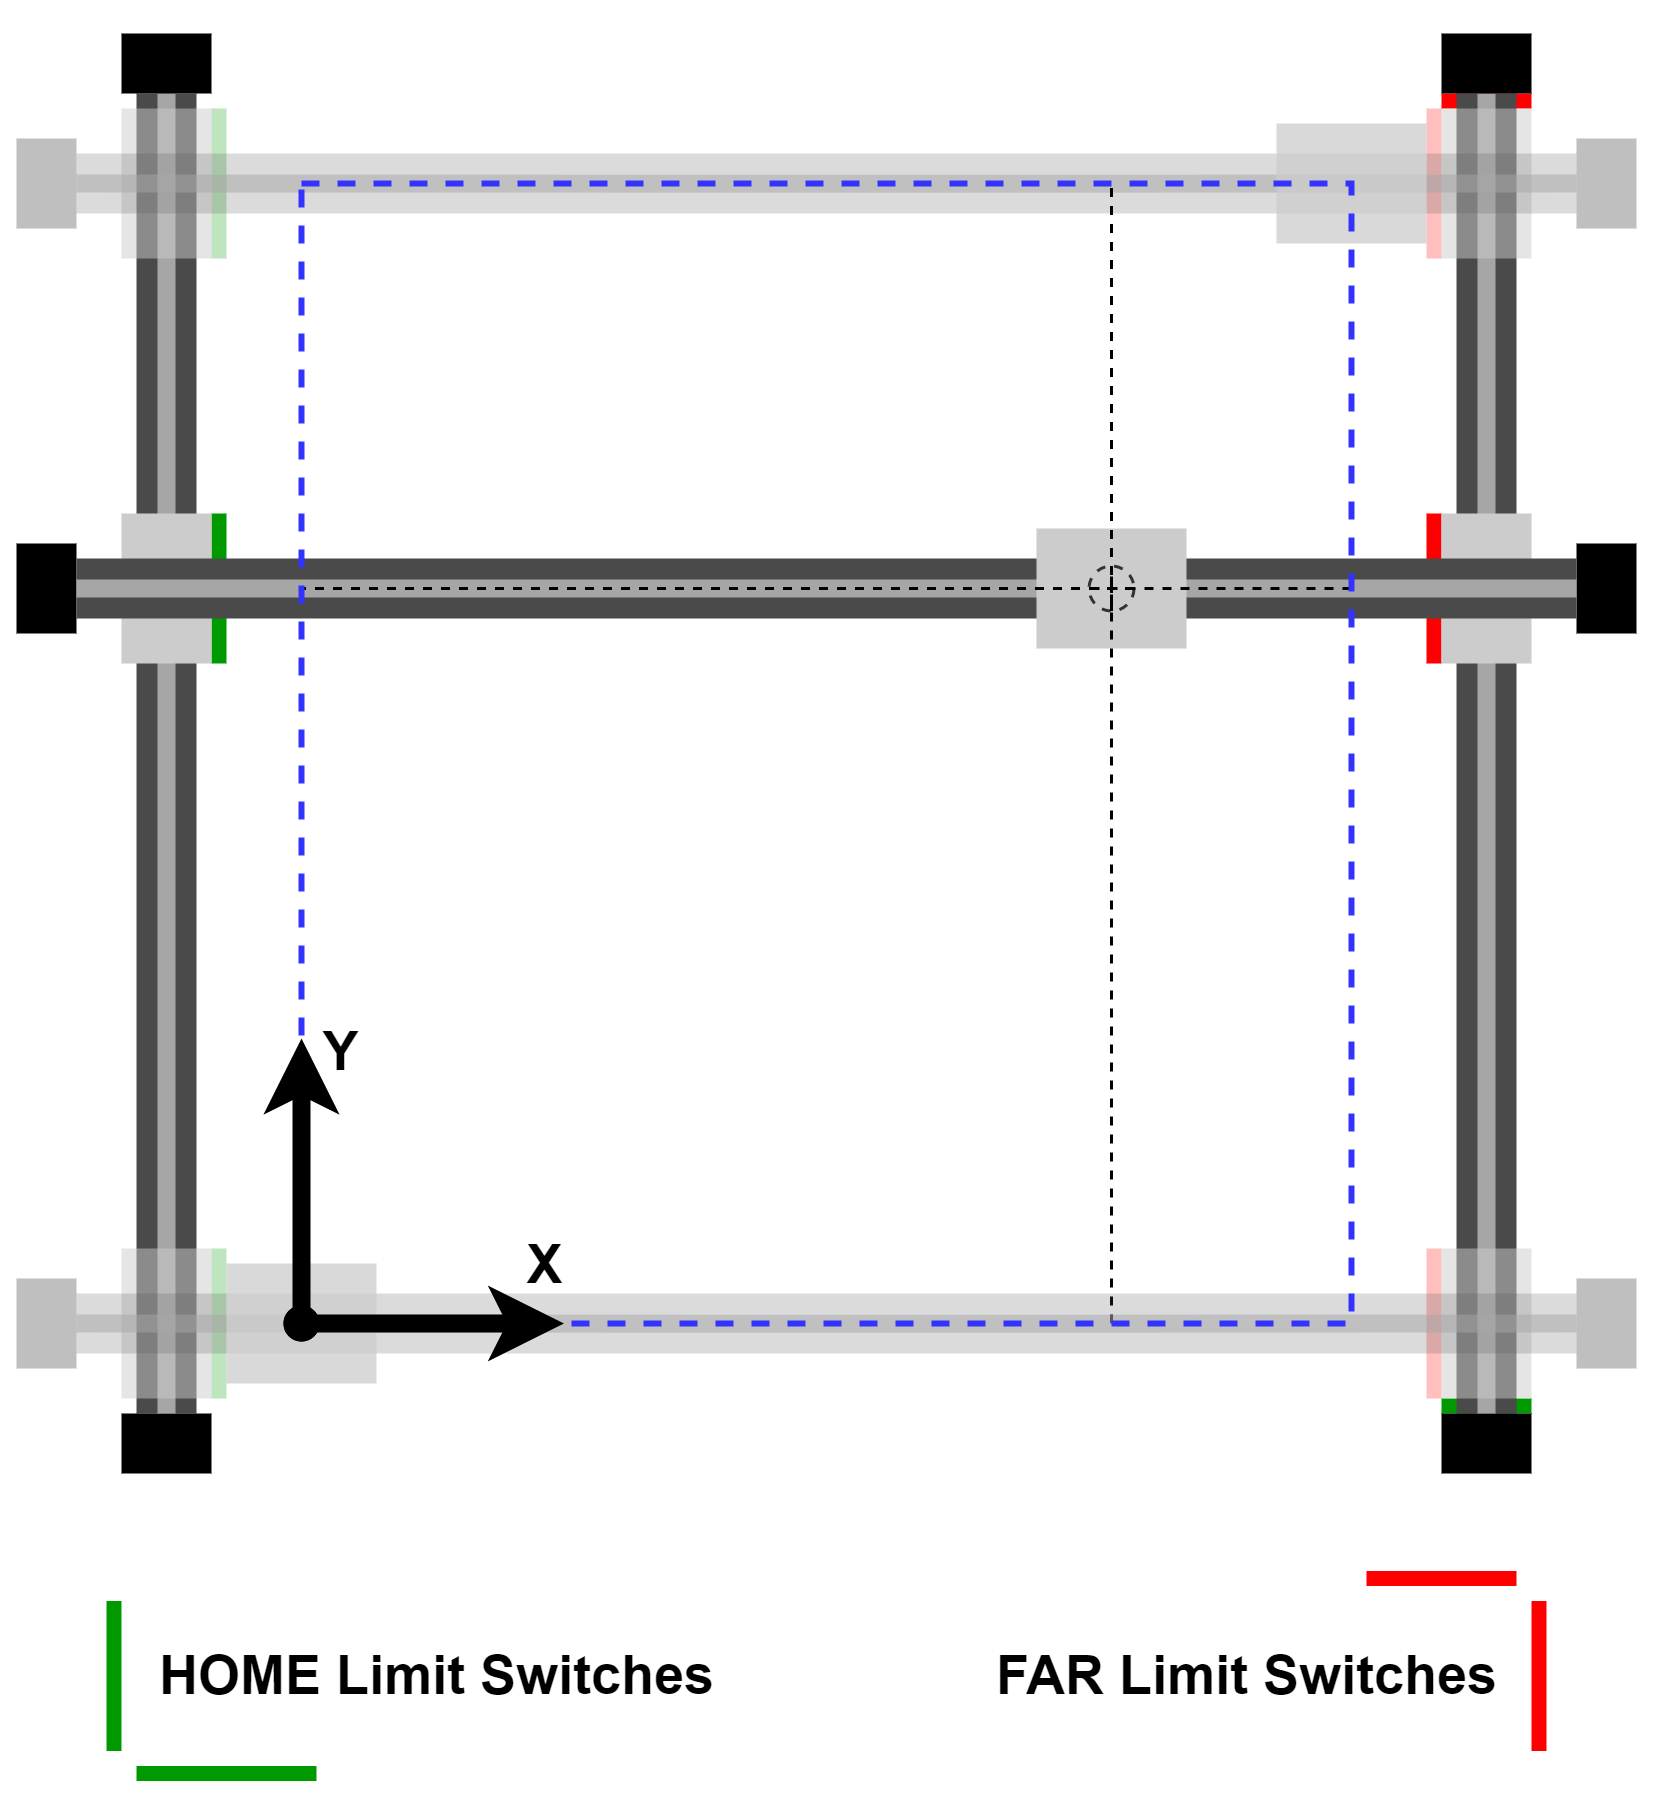 Y
X
HOME Limit Switches
FAR Limit Switches